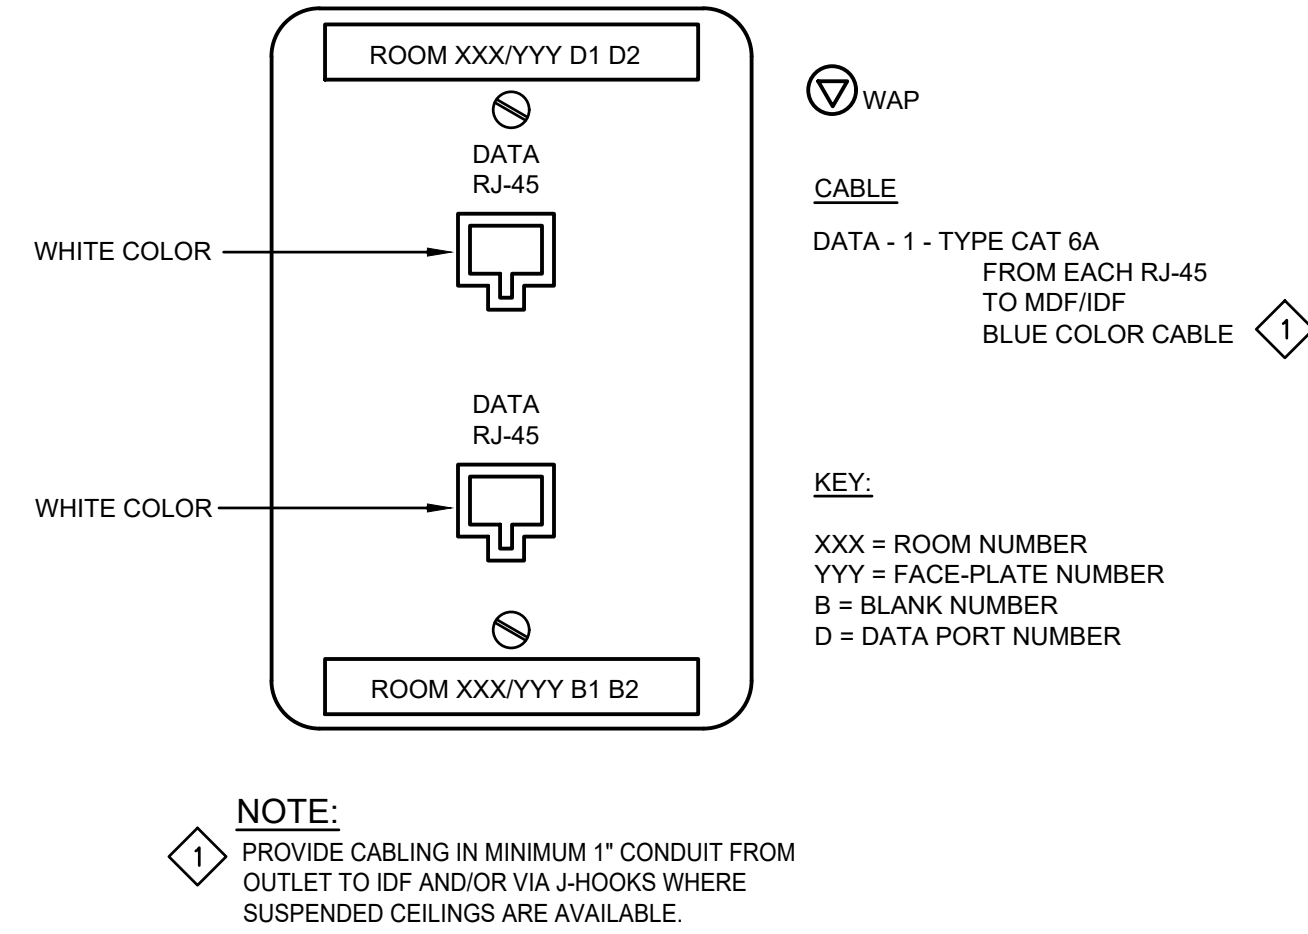 ROOM XXX/YYY D1 D2
WAP
DATA
RJ-45
CABLE
WHITE COLOR
DATA - 1 - TYPE CAT 6A
FROM EACH RJ-45
TO MDF/IDF
BLUE COLOR CABLE
1
DATA
RJ-45
WHITE COLOR
KEY:
XXX = ROOM NUMBER
YYY = FACE-PLATE NUMBER
B = BLANK NUMBER
D = DATA PORT NUMBER
ROOM XXX/YYY B1 B2
NOTE:
1 PROVIDE CABLING IN MINIMUM 1" CONDUIT FROM
OUTLET TO IDF AND/OR VIA J-HOOKS WHERE
SUSPENDED CEILINGS ARE AVAILABLE.